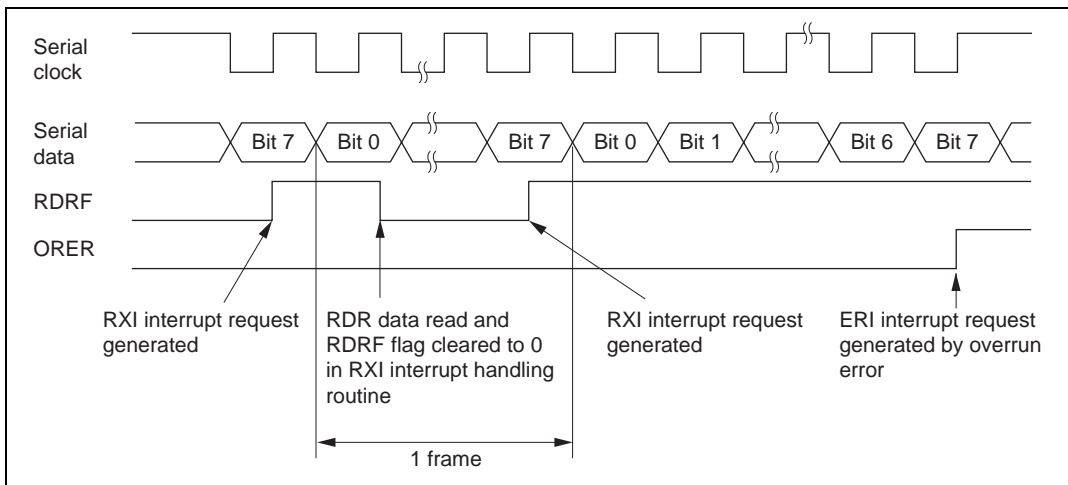 Serial
clock
Serial
data
Bit 7
Bit 0
Bit 7
Bit 0
Bit 1
Bit 6
Bit 7
RDRF
ORER
RXI interrupt request
generated
RDR data read and
RDRF flag cleared to 0
in RXI interrupt handling
routine
RXI interrupt request
generated
ERI interrupt request
generated by overrun
error
1 frame